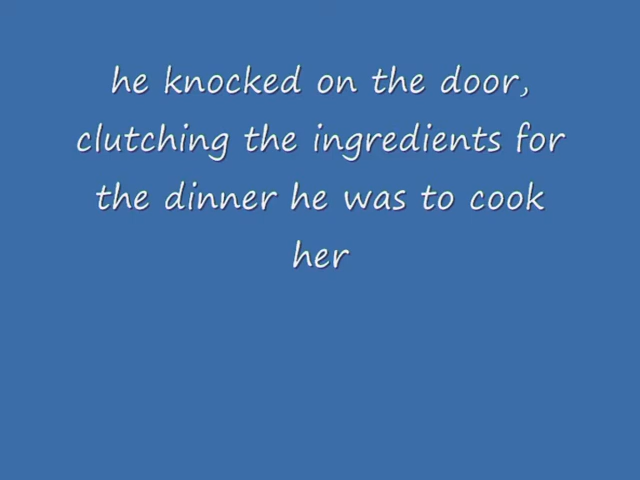 he knocked on the door,
clutching the ingredients for
the dinner he was to cook
her